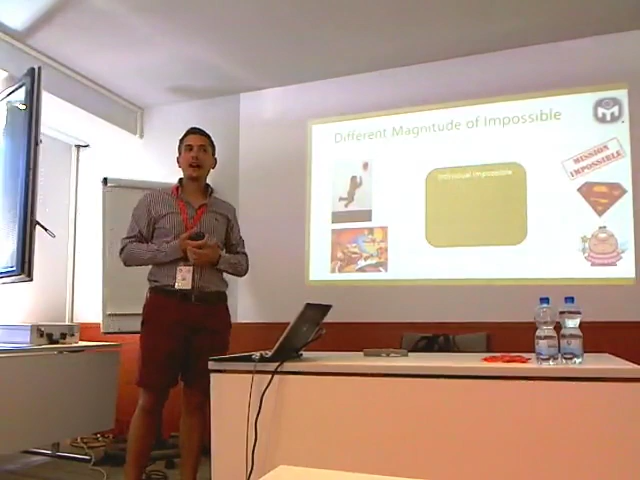 Different Magnitude of Impossible
Individual Impossible
MISSION
IMPOSSIBLE